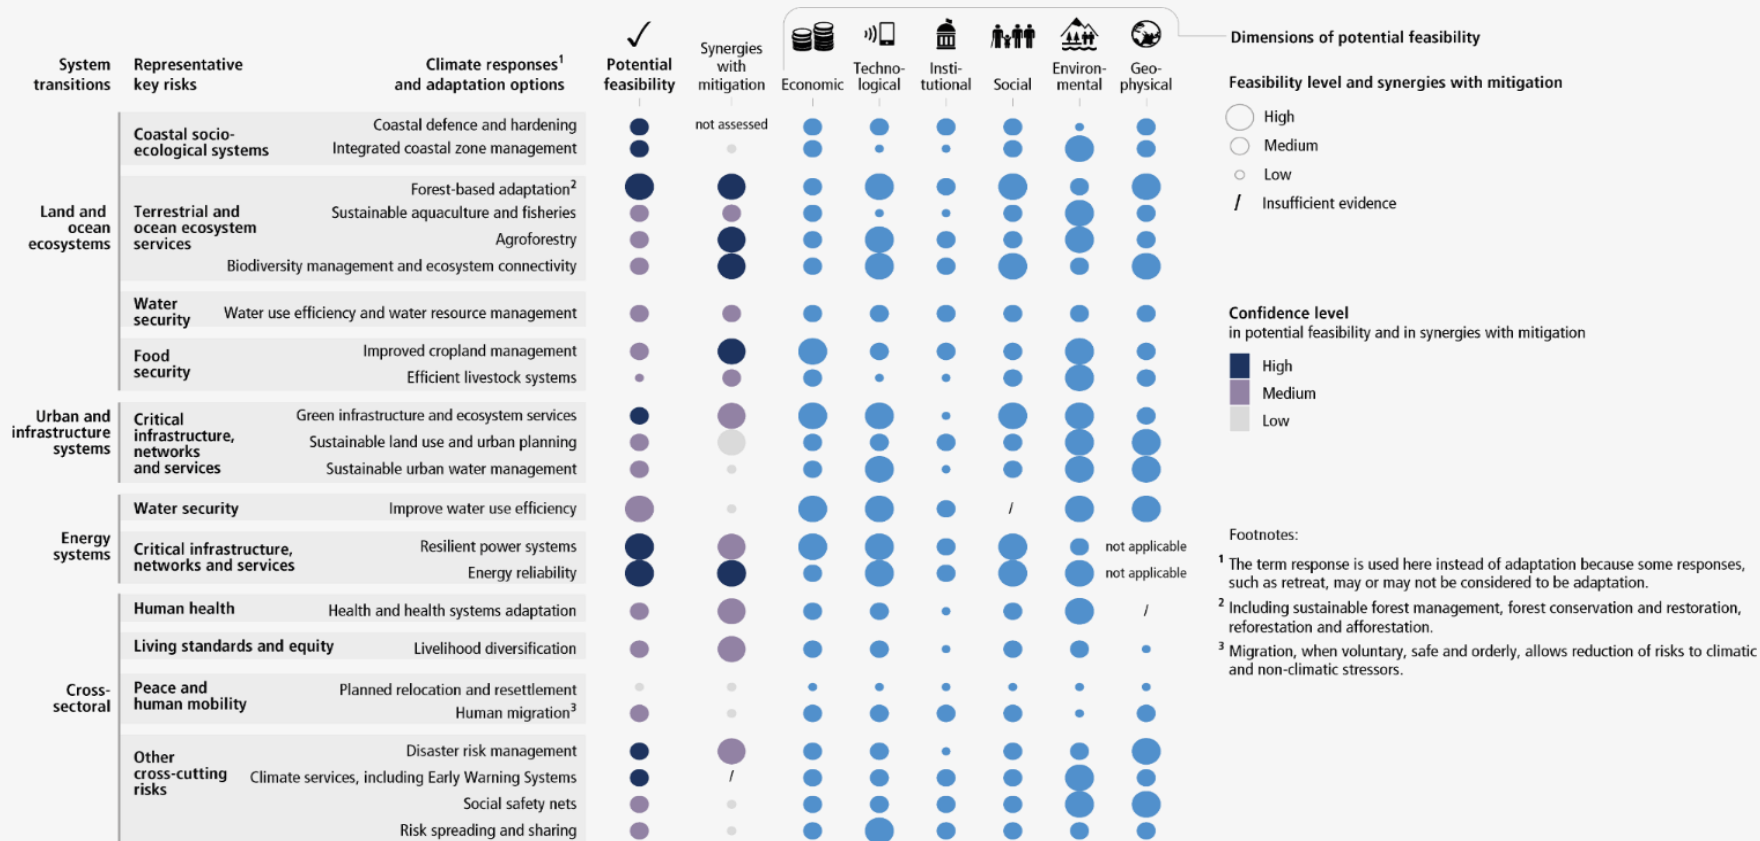 System
transitions
Representative
key risks
Climate responses¹
and adaptation options
Potential
feasibility
Synergies
with
mitigation
Economic
Techno-
logical
Insti-
tutional
Social
Environ-
mental
Geo-
physical
Dimensions of potential feasibility
Feasibility level and synergies with mitigation
High
Medium
Low
/ Insufficient evidence
Confidence level
in potential feasibility and in synergies with mitigation
High
Medium
Low
Footnotes:
¹ The term response is used here instead of adaptation because some responses,
such as retreat, may or may not be considered to be adaptation.
² Including sustainable forest management, forest conservation and restoration,
reforestation and afforestation.
³ Migration, when voluntary, safe and orderly, allows reduction of risks to climatic
and non-climatic stressors.
Land and
ocean
ecosystems
Coastal socio-
ecological systems
Coastal defence and hardening
not assessed
Integrated coastal zone management
Terrestrial and
ocean ecosystem
services
Forest-based adaptation²
Sustainable aquaculture and fisheries
Agroforestry
Biodiversity management and ecosystem connectivity
Water
security
Water use efficiency and water resource management
Food
security
Improved cropland management
Efficient livestock systems
Urban and
infrastructure
systems
Critical
infrastructure,
networks
and services
Green infrastructure and ecosystem services
Sustainable land use and urban planning
Sustainable urban water management
Energy
systems
Water security
Improve water use efficiency
/
Critical infrastructure,
networks and services
Resilient power systems
not applicable
Energy reliability
not applicable
Cross-
sectoral
Human health
Health and health systems adaptation
/
Living standards and equity
Livelihood diversification
Peace and
human mobility
Planned relocation and resettlement
Human migration³
Other
cross-cutting
risks
Disaster risk management
Climate services, including Early Warning Systems
/
Social safety nets
Risk spreading and sharing